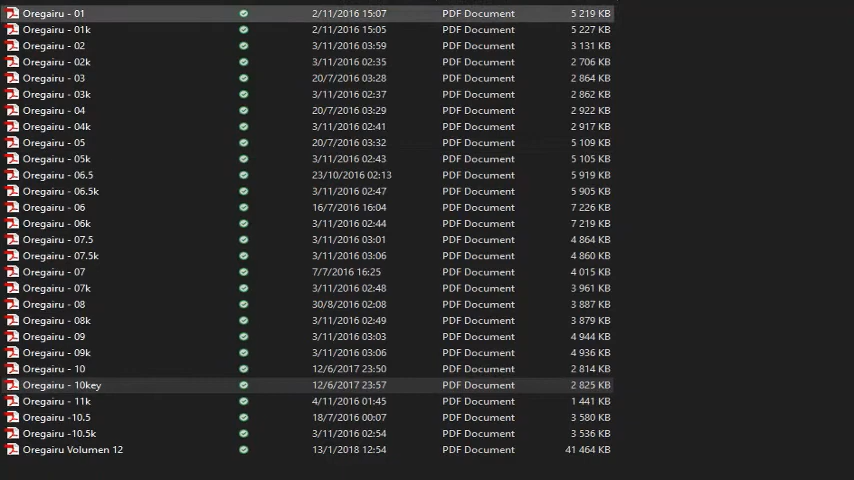 Oregairu - 01 2/11/2016 15:07 PDF Document 5 219 KB
Oregairu - 01k 2/11/2016 15:05 PDF Document 5 227 KB
Oregairu - 02 3/11/2016 03:59 PDF Document 3 131 KB
Oregairu - 02k 3/11/2016 02:35 PDF Document 2 706 KB
Oregairu - 03 20/7/2016 03:28 PDF Document 2 864 KB
Oregairu - 03k 3/11/2016 02:37 PDF Document 2 862 KB
Oregairu - 04 20/7/2016 03:29 PDF Document 2 922 KB
Oregairu - 04k 3/11/2016 02:41 PDF Document 2 917 KB
Oregairu - 05 20/7/2016 03:32 PDF Document 5 109 KB
Oregairu - 05k 3/11/2016 02:43 PDF Document 5 105 KB
Oregairu - 06.5 23/10/2016 02:13 PDF Document 5 919 KB
Oregairu - 06.5k 3/11/2016 02:47 PDF Document 5 905 KB
Oregairu - 06 16/7/2016 16:04 PDF Document 7 226 KB
Oregairu - 06k 3/11/2016 02:44 PDF Document 7 219 KB
Oregairu - 07.5 3/11/2016 03:01 PDF Document 4 864 KB
Oregairu - 07.5k 3/11/2016 03:06 PDF Document 4 860 KB
Oregairu - 07 7/7/2016 16:25 PDF Document 4 015 KB
Oregairu - 07k 3/11/2016 02:48 PDF Document 3 961 KB
Oregairu - 08 30/8/2016 02:08 PDF Document 3 887 KB
Oregairu - 08k 3/11/2016 02:49 PDF Document 3 879 KB
Oregairu - 09 3/11/2016 03:03 PDF Document 4 944 KB
Oregairu - 09k 3/11/2016 03:06 PDF Document 4 936 KB
Oregairu - 10 12/6/2017 23:50 PDF Document 2 814 KB
Oregairu - 10key 12/6/2017 23:57 PDF Document 2 825 KB
Oregairu - 11k 4/11/2016 01:45 PDF Document 1 441 KB
Oregairu -10.5 18/7/2016 00:07 PDF Document 3 580 KB
Oregairu -10.5k 3/11/2016 02:54 PDF Document 3 536 KB
Oregairu Volumen 12 13/1/2018 12:54 PDF Document 41 464 KB